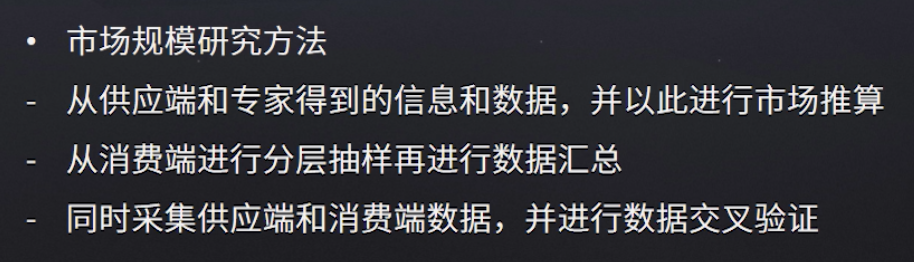 • 市场规模研究方法
- 从供应端和专家得到的信息和数据，并以此进行市场推算
- 从消费端进行分层抽样再进行数据汇总
- 同时采集供应端和消费端数据，并进行数据交叉验证